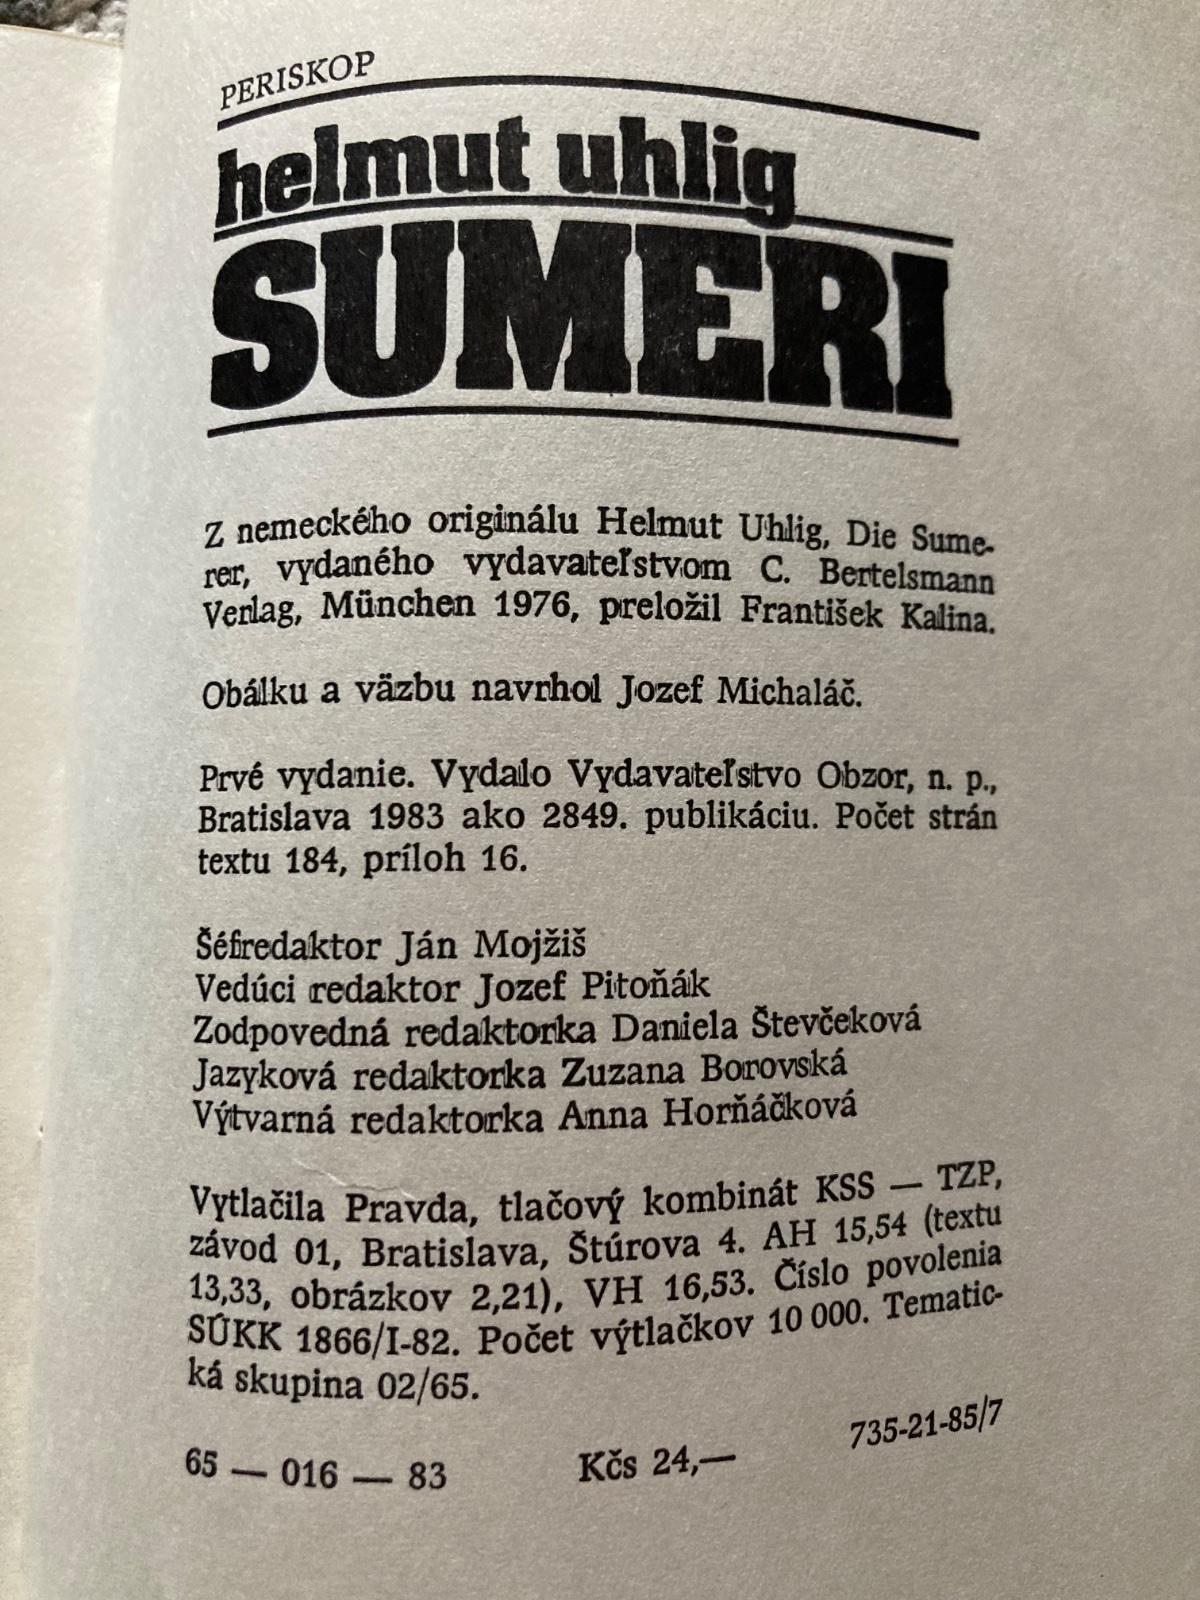 PERISKOP
helmut uhlig
SUMERI
Z nemeckého originálu Helmut Uhlig, Die Sume-
rer, vydaného vydavateľstvom C. Bertelsmann
Verlag, München 1976, preložil František Kalina.
Obálku a väzbu navrhol Jozef Michaláč.
Prvé vydanie. Vydalo Vydavateľstvo Obzor, n. p.,
Bratislava 1983 ako 2849. publikáciu. Počet strán
textu 184, príloh 16.
Šéfredaktor Ján Mojžiš
Vedúci redaktor Jozef Pitoňák
Zodpovedná redaktorka Daniela Števčeková
Jazyková redaktorka Zuzana Borovská
Výtvarná redaktorka Anna Horňáčková
Vytlačila Pravda, tlačový kombinát KSS — TZP,
závod 01, Bratislava, Štúrova 4. AH 15,54 (textu
13,33, obrázkov 2,21), VH 16,53. Číslo povolenia
SÚKK 1866/I-82. Počet výtlačkov 10 000. Tematic-
ká skupina 02/65.
735-21-85/7
65 — 016 — 83 Kčs 24,—